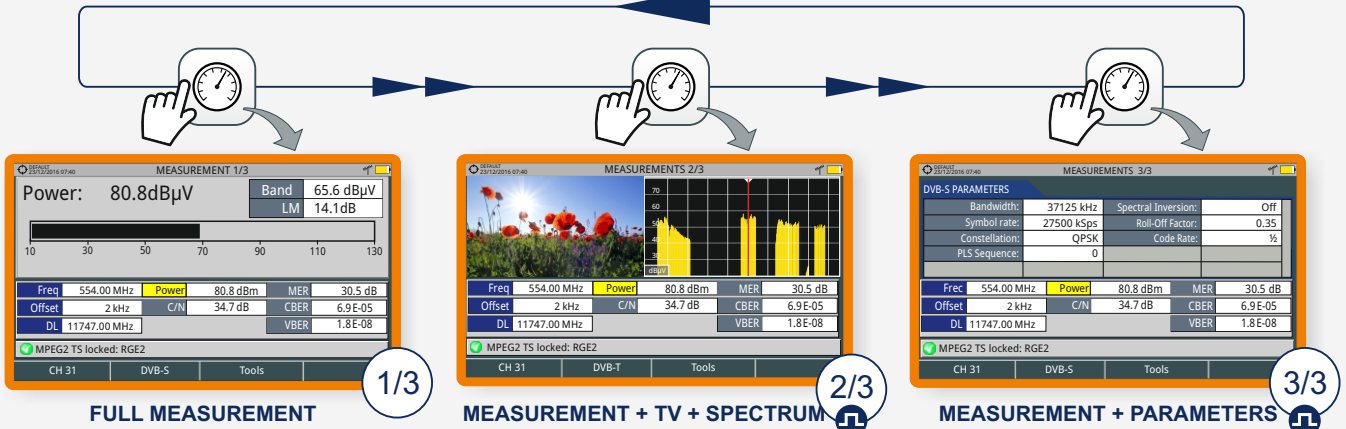 DEFAULT
23/12/2016 07:40
MEASUREMENT 1/3
Power: 80.8dBµV
Band 65.6 dBµV
LM 14.1dB
10 30 50 70 90 110 130
Freq 554.00 MHz Power 80.8 dBm MER 30.5 dB
Offset 2 kHz C/N 34.7 dB CBER 6.9E-05
DL 11747.00 MHz VBER 1.8E-08
MPEG2 TS locked: RGE2
CH 31 DVB-S Tools
1/3
FULL MEASUREMENT
DEFAULT
23/12/2016 07:40
MEASUREMENTS 2/3
70
60
50
40
30
dBµV
Freq 554.00 MHz Power 80.8 dBm MER 30.5 dB
Offset 2 kHz C/N 34.7 dB CBER 6.9E-05
DL 11747.00 MHz VBER 1.8E-08
MPEG2 TS locked: RGE2
CH 31 DVB-T Tools
2/3
MEASUREMENT + TV + SPECTRUM
DEFAULT
23/12/2016 07:40
MEASUREMENTS 3/3
DVB-S PARAMETERS
Bandwidth: 37125 kHz Spectral Inversion: Off
Symbol rate: 27500 kSps Roll-Off Factor: 0.35
Constellation: QPSK Code Rate: ½
PLS Sequence: 0
Frec 554.00 MHz Power 80.8 dBm MER 30.5 dB
Offset 2 kHz C/N 34.7 dB CBER 6.9E-05
DL 11747.00 MHz VBER 1.8E-08
MPEG2 TS locked: RGE2
CH 31 DVB-S Tools
3/3
MEASUREMENT + PARAMETERS